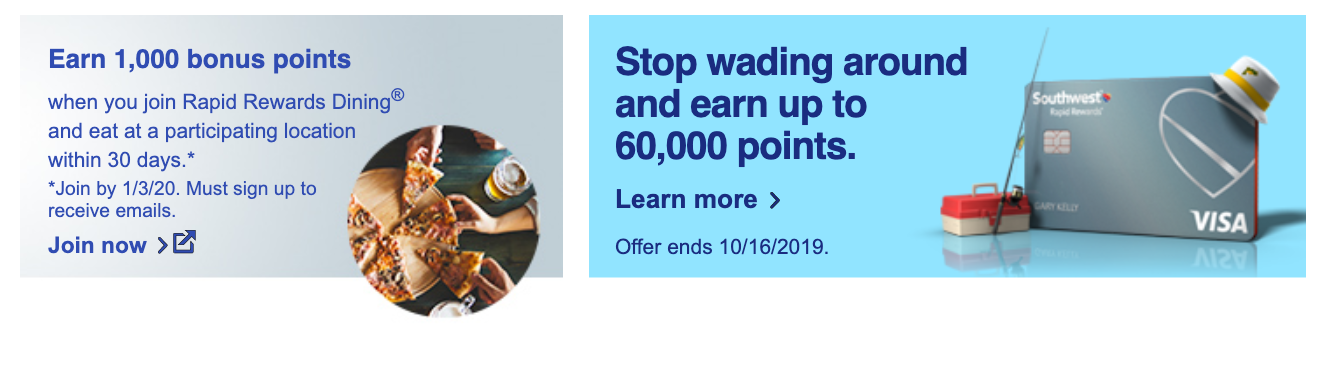 Earn 1,000 bonus points
when you join Rapid Rewards Dining®
and eat at a participating location
within 30 days.*
*Join by 1/3/20. Must sign up to
receive emails.
Join now
Stop wading around
and earn up to
60,000 points.
Learn more
Offer ends 10/16/2019.
Southwest
Rapid Rewards®
GARY KELLY
VISA